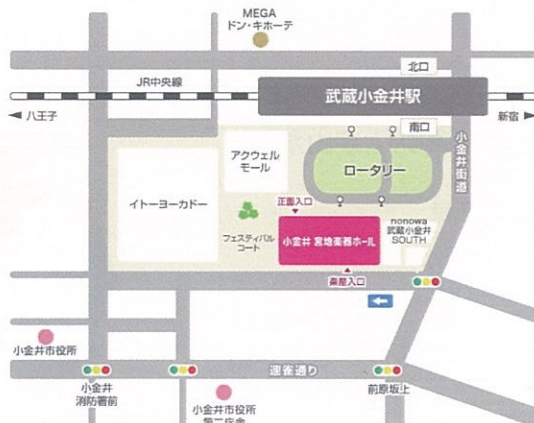 MEGA
ドン・キホーテ
北口
JR中央線
武蔵小金井駅
八王子
新宿
南口
小金井街道
アクウェル
モール
ロータリー
イトーヨーカドー
正面入口
nonowa
武蔵小金井
SOUTH
小金井 宮地楽器ホール
フェスティバル
コート
楽屋入口
小金井市役所
連雀通り
小金井
消防署前
前原坂上
小金井市役所
第二庁舎